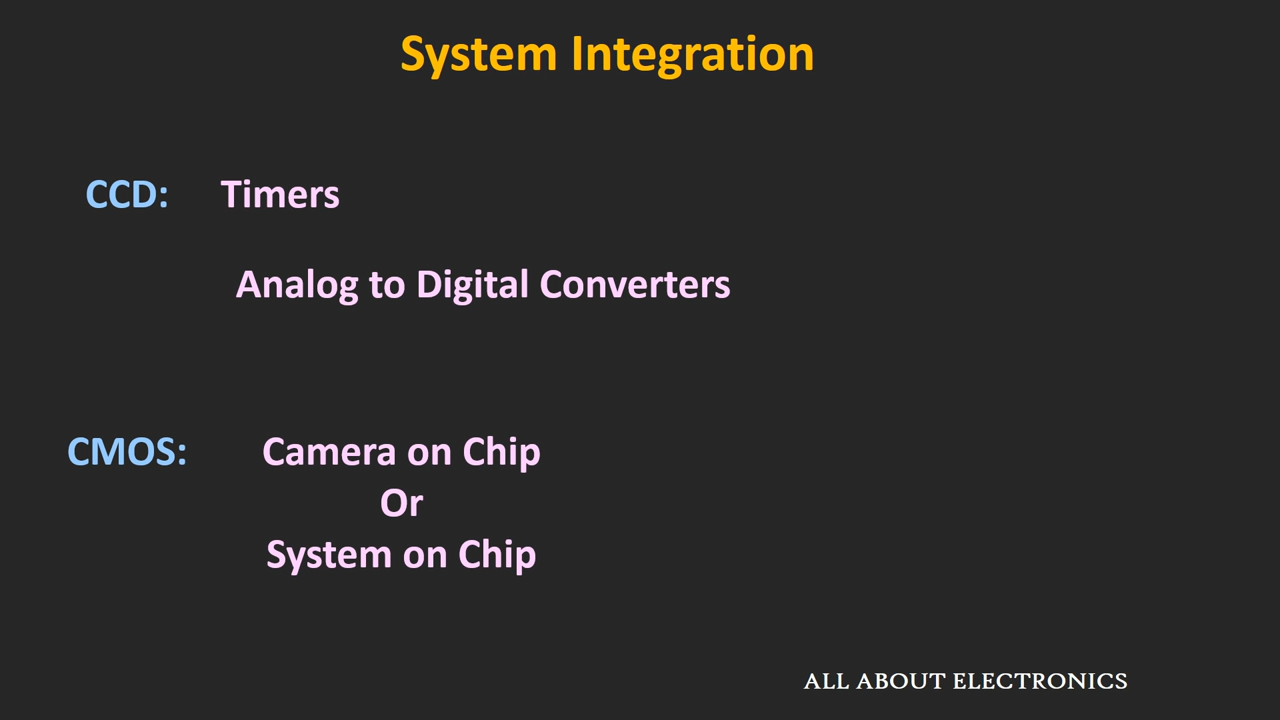 System Integration
CCD: Timers
Analog to Digital Converters
CMOS: Camera on Chip
Or
System on Chip
ALL ABOUT ELECTRONICS